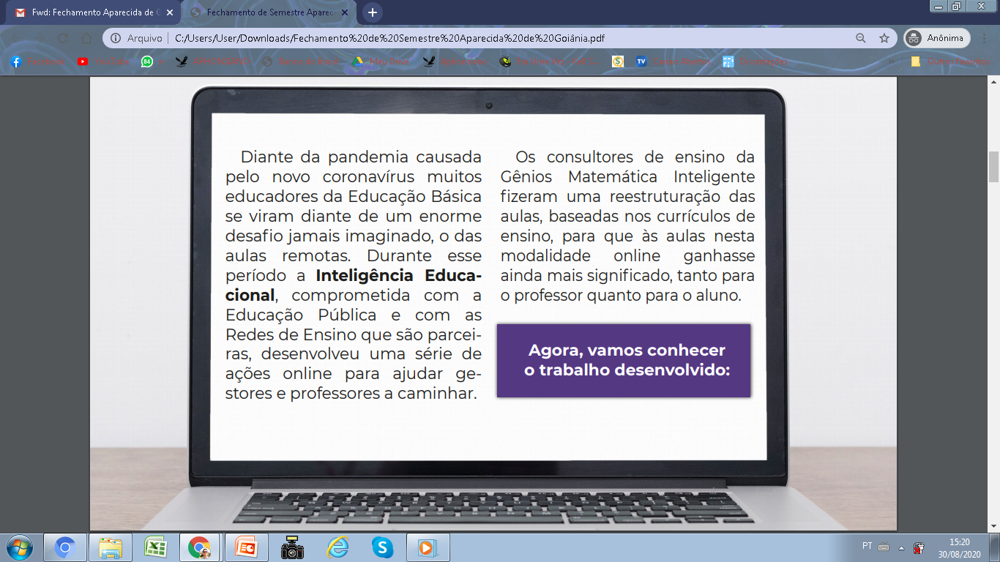 Fwd: Fechamento Aparecida de G
Fechamento de Semestre Aparec
Arquivo
C:/Users/User/Downloads/Fechamento%20de%20Semestre%20Aparecida%20de%20Goiânia.pdf
Anônima
Diante da pandemia causada
pelo novo coronavírus muitos
educadores da Educação Básica
se viram diante de um enorme
desafio jamais imaginado, o das
aulas remotas. Durante esse
período a Inteligência Educa-
cional, comprometida com a
Educação Pública e com as
Redes de Ensino que são parcei-
ras, desenvolveu uma série de
ações online para ajudar ge-
stores e professores a caminhar.
Os consultores de ensino da
Gênios Matemática Inteligente
fizeram uma reestruturação das
aulas, baseadas nos currículos de
ensino, para que às aulas nesta
modalidade online ganhasse
ainda mais significado, tanto para
o professor quanto para o aluno.
Agora, vamos conhecer
o trabalho desenvolvido:
PT
15:20
30/08/2020